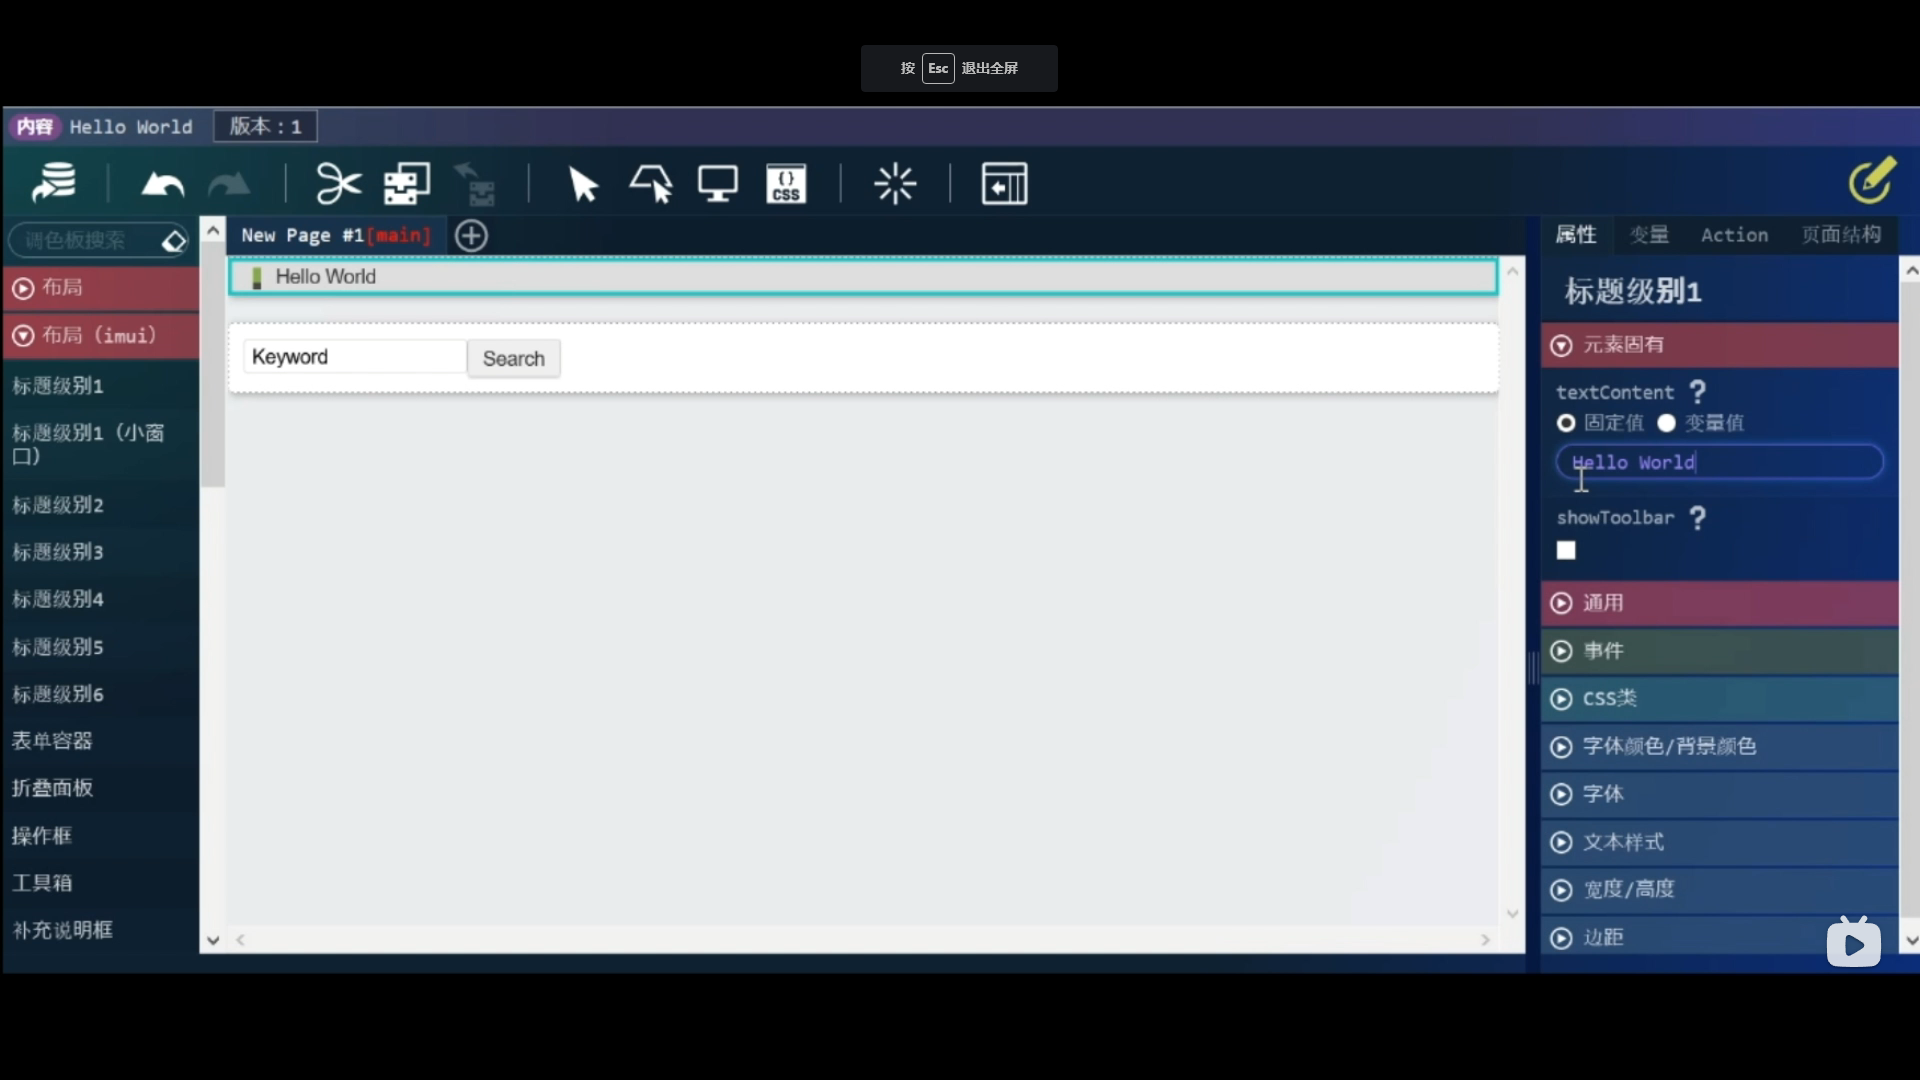 按 Esc 退出全屏
内容 Hello World 版本：1
{} CSS
调色板搜索
New Page #1[main]
属性 变量 Action 页面结构
布局
布局（imui）
标题级别1
标题级别1（小窗
口）
标题级别2
标题级别3
标题级别4
标题级别5
标题级别6
表单容器
折叠面板
操作框
工具箱
补充说明框
Hello World
Keyword Search
标题级别1
元素固有
textContent ?
固定值 变量值
Hello World
showToolbar ?
通用
事件
CSS类
字体颜色/背景颜色
字体
文本样式
宽度/高度
边距